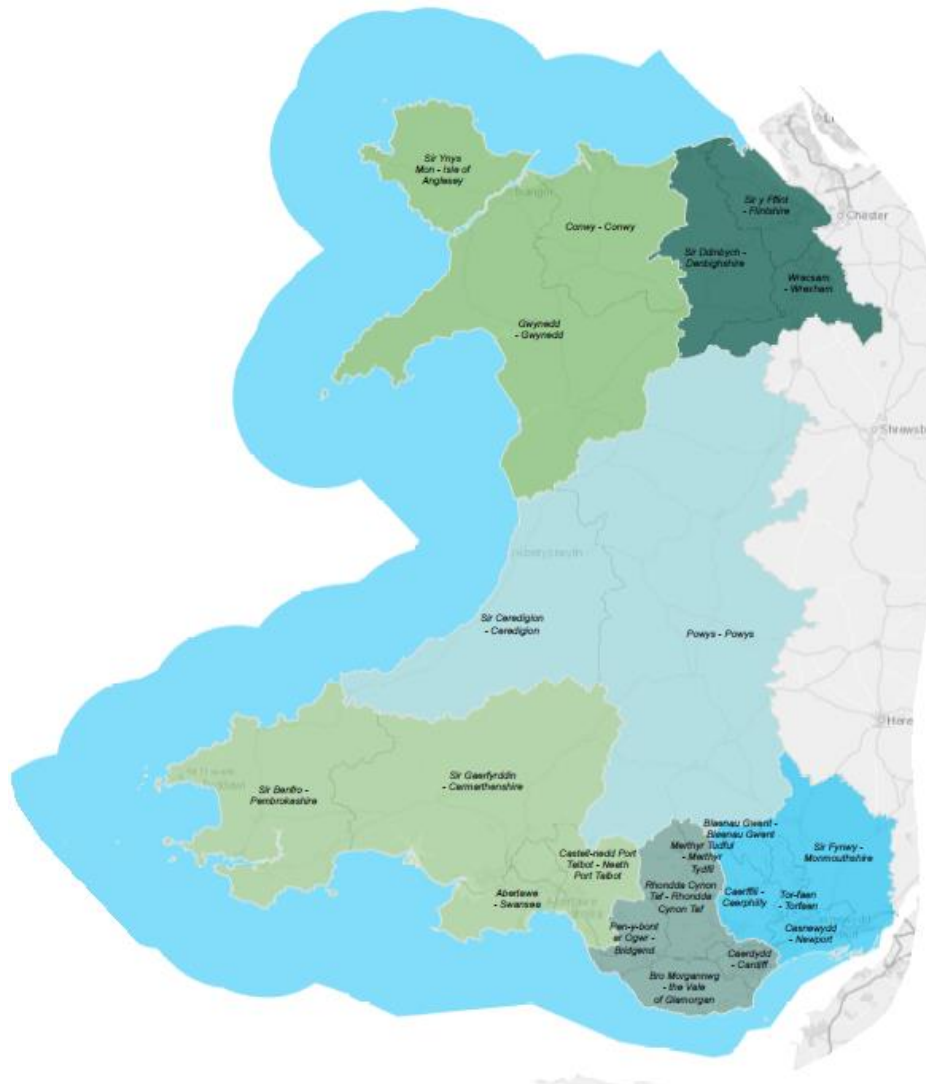 Sir Ynys
Mon - Isle of
Anglesey
Bangor
Conwy - Conwy
Sir y Fflint
- Flintshire
Chester
Sir Ddinbych -
Denbighshire
Wrecsam
- Wrexham
Gwynedd
- Gwynedd
Shrewsb
Aberystwyth
Sir Ceredigion
- Ceredigion
Powys - Powys
Here
Sir Gaerfyrddin
- Carmarthenshire
Sir Benfro -
Pembrokeshire
Blaenau Gwent -
Blaenau Gwent
Merthyr Tudful
- Merthyr
Tydfil
Sir Fynwy -
Monmouthshire
Castell-nedd Port
Talbot - Neath
Port Talbot
Rhondda Cynon
Taf - Rhondda
Cynon Taf
Caerffili -
Caerphilly
Tor-faen
- Torfaen
Abertawe
- Swansea
Casnewydd
- Newport
Pen-y-bont
ar Ogwr -
Bridgend
Caerdydd
- Cardiff
Bro Morgannwg
- the Vale
of Glamorgan